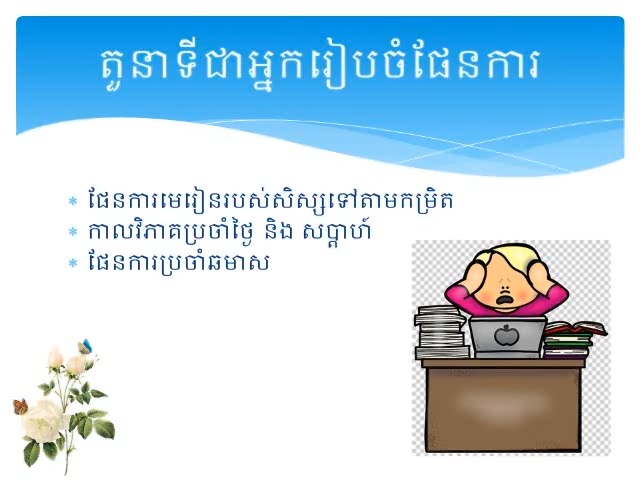 តួនាទីជាអ្នករៀបចំផែនការ
ផែនការមេរៀនរបស់សិស្សទៅតាមកម្រិត
កាលវិភាគប្រចាំថ្ងៃ និង សប្តាហ៍
ផែនការប្រចាំឆមាស